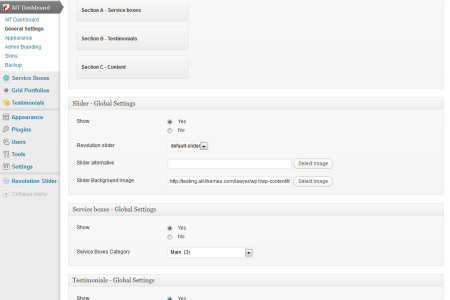 AIT Dashboard
AIT Dashboard
General Settings
Appearance
Admin Branding
Skins
Backup
Service Boxes
Grid Portfolios
Testimonials
Appearance
Plugins
Users
Tools
Settings
Revolution Slider
Collapse menu
Section A - Service boxes
Section B - Testimonials
Section C - Content
Slider - Global Settings
Show
Yes
No
Revolution slider
default-slider
Slider alternative
Select Image
Slider Background Image
http://testing.ait-themes.com/lawyer/wp1/wp-content/t
Select Image
Service boxes - Global Settings
Show
Yes
No
Service Boxes Category
Main (3)
Testimonials - Global Settings
Show
Yes